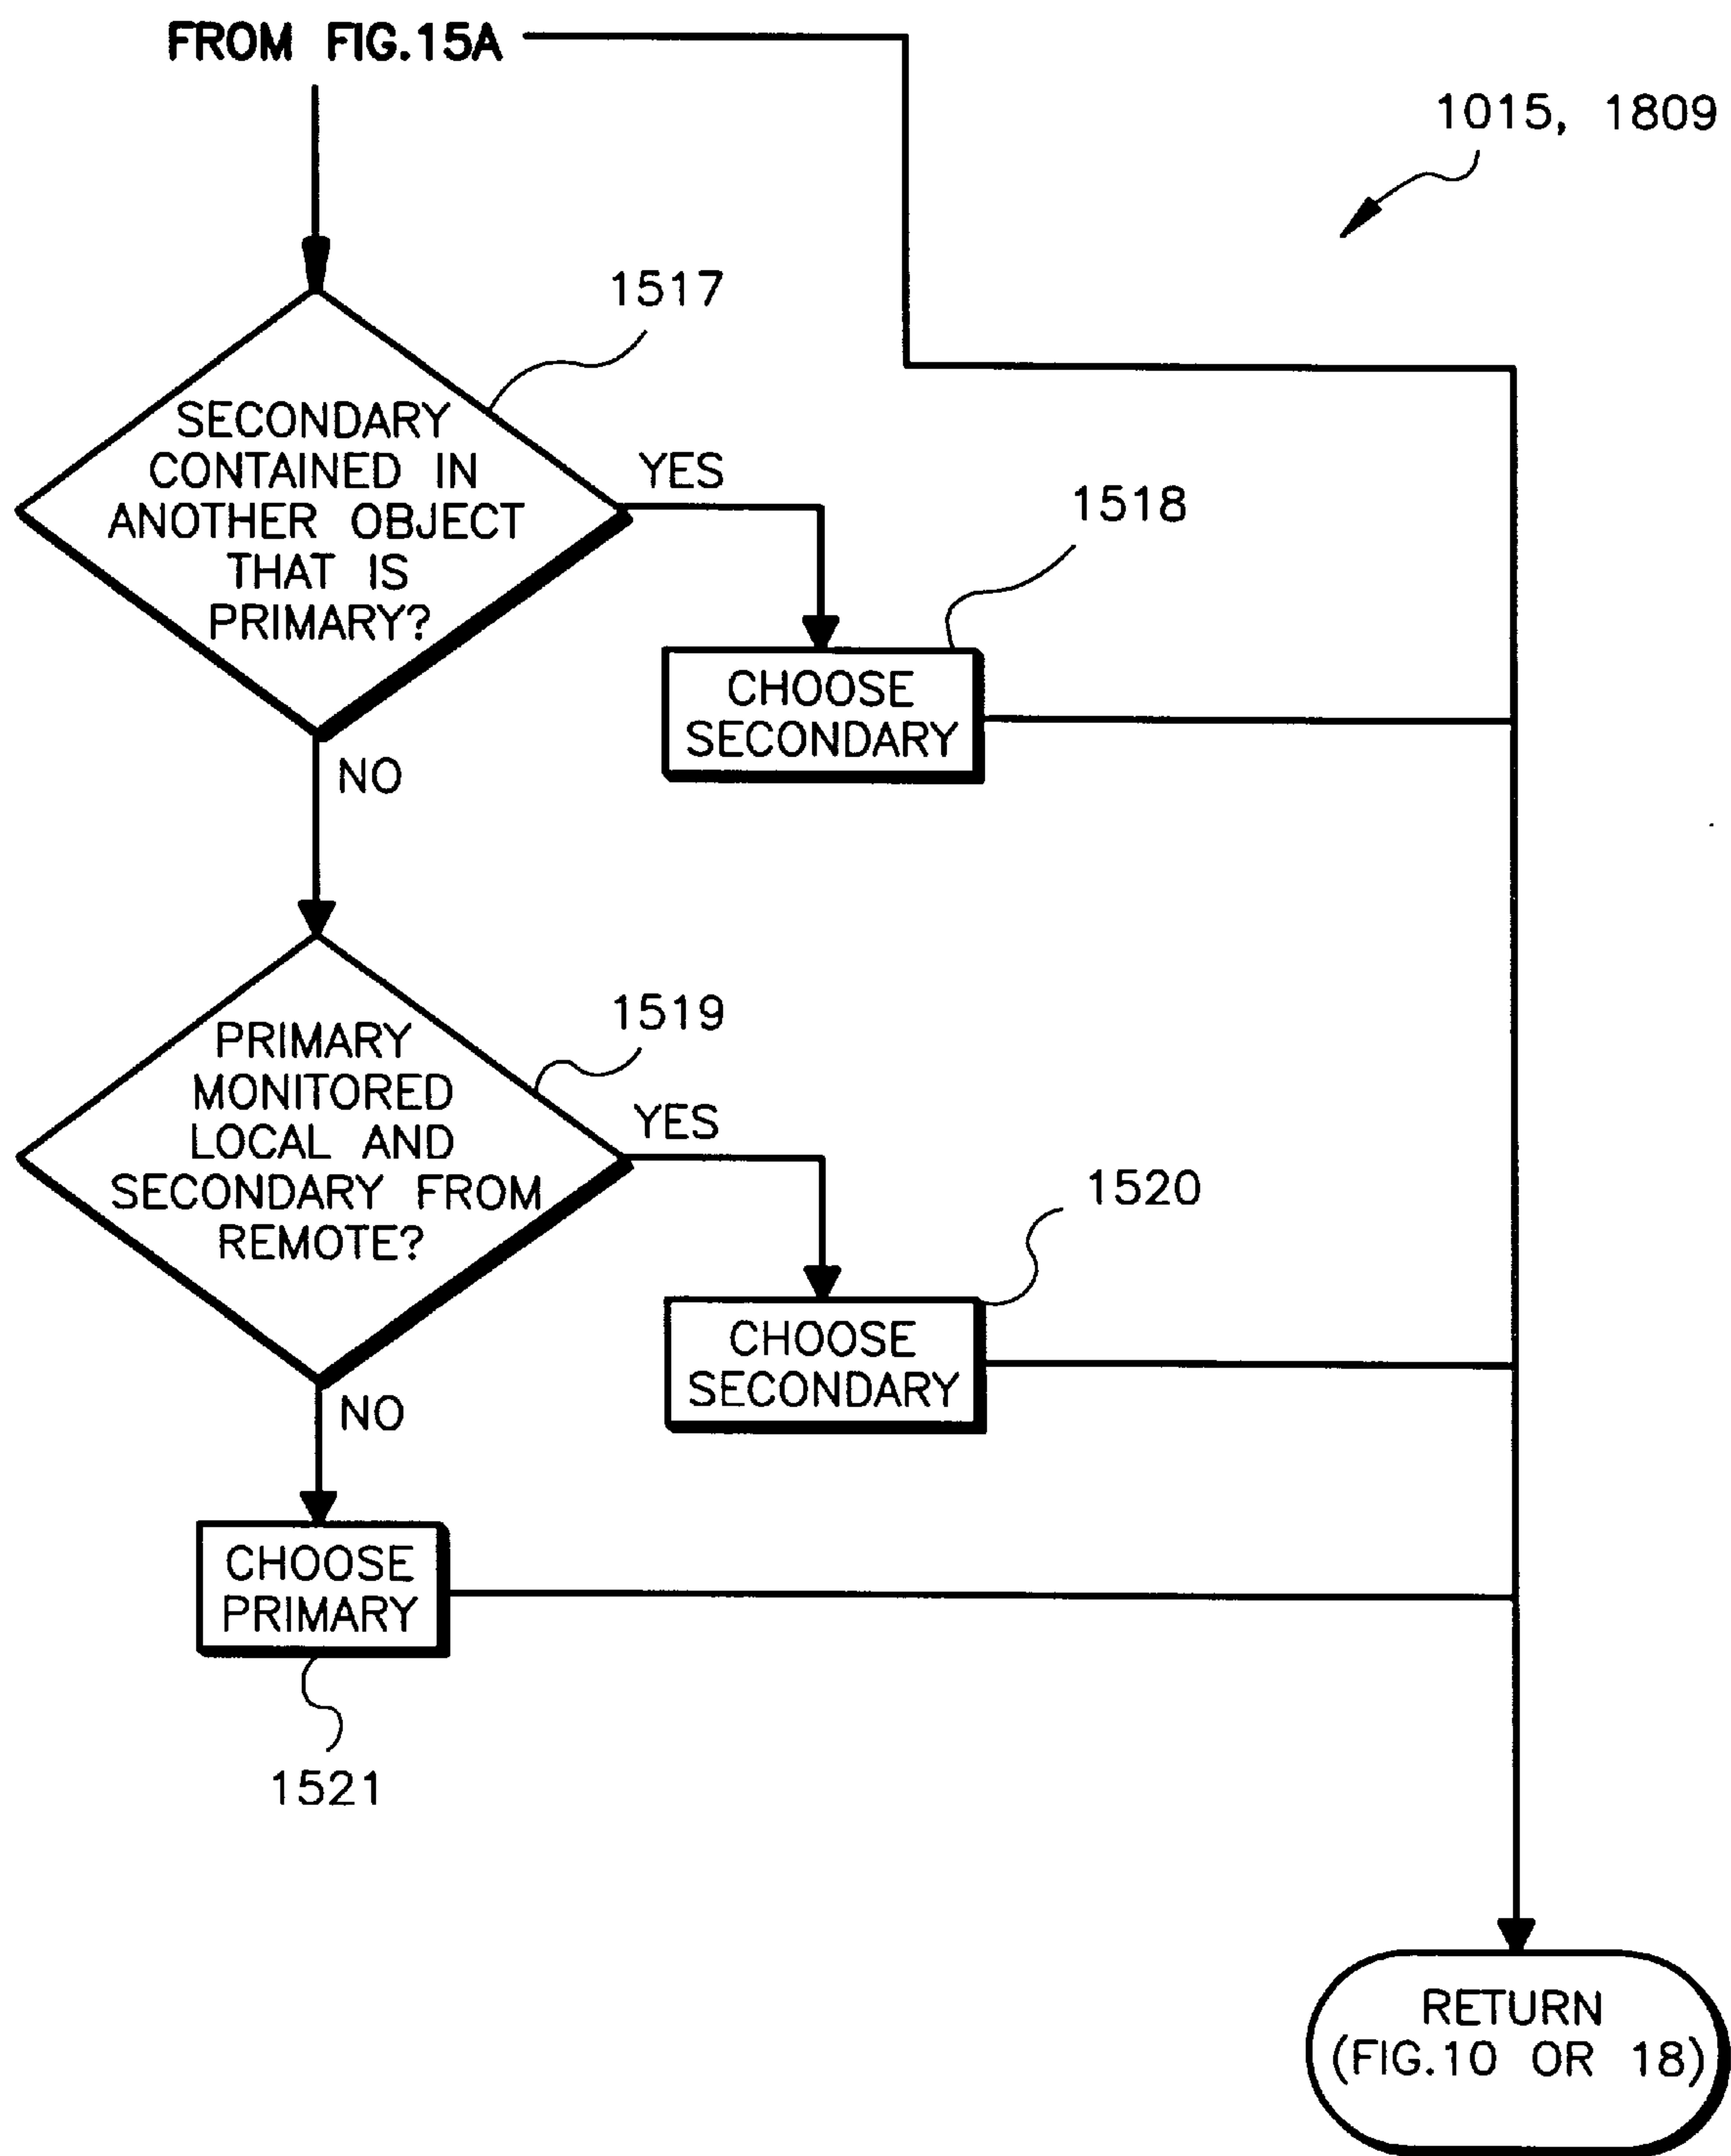 FROM FIG.15A
1015, 1809
1517
SECONDARY
CONTAINED IN
ANOTHER OBJECT
THAT IS
PRIMARY?
YES
1518
CHOOSE
SECONDARY
NO
1519
PRIMARY
MONITORED
LOCAL AND
SECONDARY FROM
REMOTE?
YES
1520
CHOOSE
SECONDARY
NO
CHOOSE
PRIMARY
1521
RETURN
(FIG.10 OR 18)